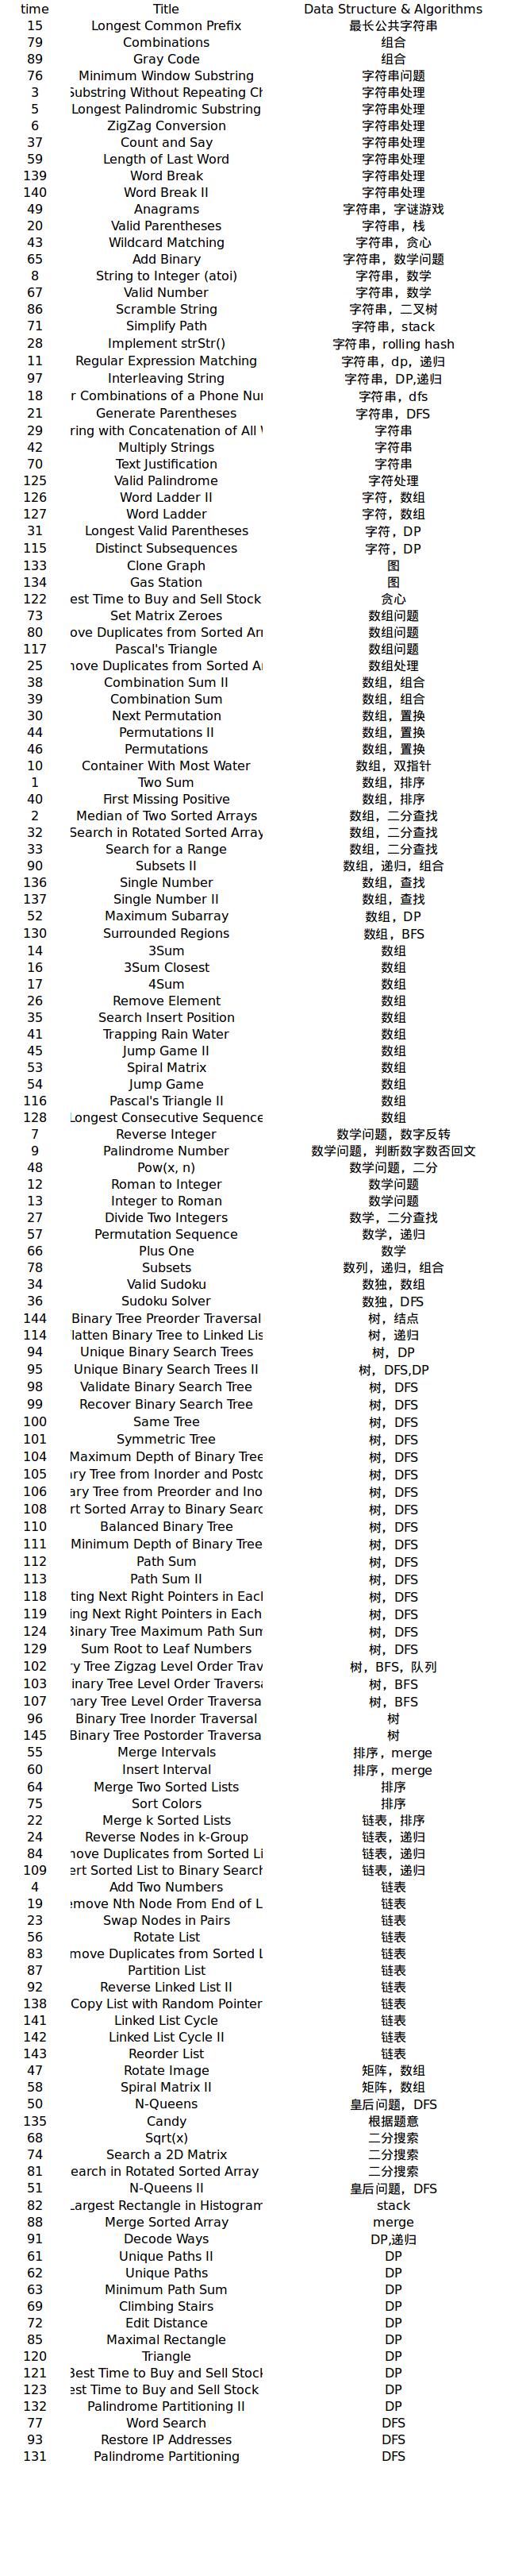 time Title Data Structure & Algorithms
15 Longest Common Prefix 最长公共字符串
79 Combinations 组合
89 Gray Code 组合
76 Minimum Window Substring 字符串问题
3 Substring Without Repeating 字符串处理
5 Longest Palindromic Substring 字符串处理
6 ZigZag Conversion 字符串处理
37 Count and Say 字符串处理
59 Length of Last Word 字符串处理
139 Word Break 字符串处理
140 Word Break II 字符串处理
49 Anagrams 字符串，字谜游戏
20 Valid Parentheses 字符串，栈
43 Wildcard Matching 字符串，贪心
65 Add Binary 字符串，数学问题
8 String to Integer (atoi) 字符串，数学
67 Valid Number 字符串，数学
86 Scramble String 字符串，二叉树
71 Simplify Path 字符串，stack
28 Implement strStr() 字符串，rolling hash
11 Regular Expression Matching 字符串，dp，递归
97 Interleaving String 字符串，DP,递归
18 r Combinations of a Phone 字符串，dfs
21 Generate Parentheses 字符串，DFS
29 ring with Concatenation of All 字符串
42 Multiply Strings 字符串
70 Text Justification 字符串
125 Valid Palindrome 字符处理
126 Word Ladder II 字符，数组
127 Word Ladder 字符，数组
31 Longest Valid Parentheses 字符，DP
115 Distinct Subsequences 字符，DP
133 Clone Graph 图
134 Gas Station 图
122 est Time to Buy and Sell Stock 贪心
73 Set Matrix Zeroes 数组问题
80 ove Duplicates from Sorted 数组问题
117 Pascal's Triangle 数组问题
25 ove Duplicates from Sorted 数组处理
38 Combination Sum II 数组，组合
39 Combination Sum 数组，组合
30 Next Permutation 数组，置换
44 Permutations II 数组，置换
46 Permutations 数组，置换
10 Container With Most Water 数组，双指针
1 Two Sum 数组，排序
40 First Missing Positive 数组，排序
2 Median of Two Sorted Arrays 数组，二分查找
32 Search in Rotated Sorted Array 数组，二分查找
33 Search for a Range 数组，二分查找
90 Subsets II 数组，递归，组合
136 Single Number 数组，查找
137 Single Number II 数组，查找
52 Maximum Subarray 数组，DP
130 Surrounded Regions 数组，BFS
14 3Sum 数组
16 3Sum Closest 数组
17 4Sum 数组
26 Remove Element 数组
35 Search Insert Position 数组
41 Trapping Rain Water 数组
45 Jump Game II 数组
53 Spiral Matrix 数组
54 Jump Game 数组
116 Pascal's Triangle II 数组
128 Longest Consecutive Sequence 数组
7 Reverse Integer 数学问题，数字反转
9 Palindrome Number 数学问题，判断数字数否回文
48 Pow(x, n) 数学问题，二分
12 Roman to Integer 数学问题
13 Integer to Roman 数学问题
27 Divide Two Integers 数学，二分查找
57 Permutation Sequence 数学，递归
66 Plus One 数学
78 Subsets 数列，递归，组合
34 Valid Sudoku 数独，数组
36 Sudoku Solver 数独，DFS
144 Binary Tree Preorder Traversal 树，结点
114 latten Binary Tree to Linked Lis 树，递归
94 Unique Binary Search Trees 树，DP
95 Unique Binary Search Trees II 树，DFS,DP
98 Validate Binary Search Tree 树，DFS
99 Recover Binary Search Tree 树，DFS
100 Same Tree 树，DFS
101 Symmetric Tree 树，DFS
104 Maximum Depth of Binary Tree 树，DFS
105 ry Tree from Inorder and Posto 树，DFS
106 ary Tree from Preorder and Ino 树，DFS
108 rt Sorted Array to Binary Searc 树，DFS
110 Balanced Binary Tree 树，DFS
111 Minimum Depth of Binary Tree 树，DFS
112 Path Sum 树，DFS
113 Path Sum II 树，DFS
118 ting Next Right Pointers in Each 树，DFS
119 ing Next Right Pointers in Each 树，DFS
124 Binary Tree Maximum Path Sum 树，DFS
129 Sum Root to Leaf Numbers 树，DFS
102 ry Tree Zigzag Level Order Trav 树，BFS，队列
103 inary Tree Level Order Traversa 树，BFS
107 nary Tree Level Order Traversa 树，BFS
96 Binary Tree Inorder Traversal 树
145 Binary Tree Postorder Traversa 树
55 Merge Intervals 排序，merge
60 Insert Interval 排序，merge
64 Merge Two Sorted Lists 排序
75 Sort Colors 排序
22 Merge k Sorted Lists 链表，排序
24 Reverse Nodes in k-Group 链表，递归
84 ove Duplicates from Sorted Li 链表，递归
109 ert Sorted List to Binary Search 链表，递归
4 Add Two Numbers 链表
19 emove Nth Node From End of L 链表
23 Swap Nodes in Pairs 链表
56 Rotate List 链表
83 move Duplicates from Sorted L 链表
87 Partition List 链表
92 Reverse Linked List II 链表
138 Copy List with Random Pointer 链表
141 Linked List Cycle 链表
142 Linked List Cycle II 链表
143 Reorder List 链表
47 Rotate Image 矩阵，数组
58 Spiral Matrix II 矩阵，数组
50 N-Queens 皇后问题，DFS
135 Candy 根据题意
68 Sqrt(x) 二分搜索
74 Search a 2D Matrix 二分搜索
81 earch in Rotated Sorted Array 二分搜索
51 N-Queens II 皇后问题，DFS
82 Largest Rectangle in Histogram stack
88 Merge Sorted Array merge
91 Decode Ways DP,递归
61 Unique Paths II DP
62 Unique Paths DP
63 Minimum Path Sum DP
69 Climbing Stairs DP
72 Edit Distance DP
85 Maximal Rectangle DP
120 Triangle DP
121 Best Time to Buy and Sell Stock DP
123 est Time to Buy and Sell Stock DP
132 Palindrome Partitioning II DP
77 Word Search DFS
93 Restore IP Addresses DFS
131 Palindrome Partitioning DFS